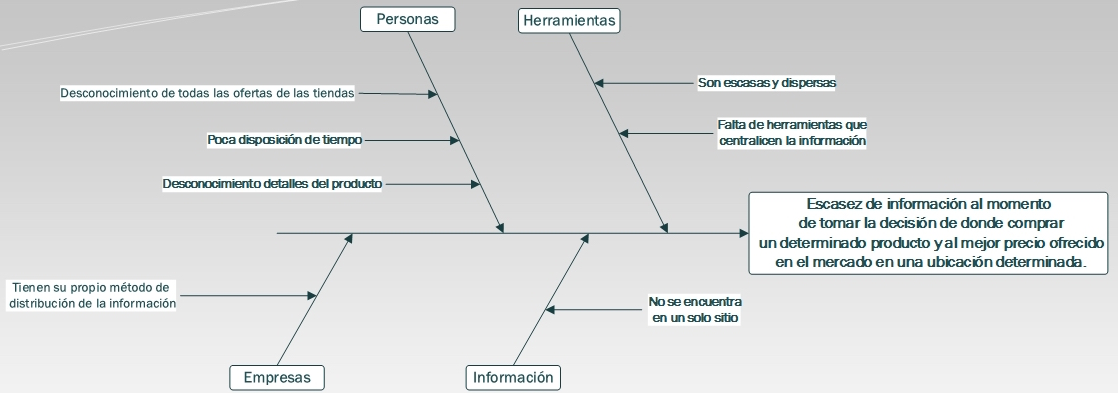 Personas
Herramientas
Desconocimiento de todas las ofertas de las tiendas
Son escasas y dispersas
Poca disposición de tiempo
Falta de herramientas que
centralicen la información
Desconocimiento detalles del producto
Escasez de información al momento
de tomar la decisión de donde comprar
un determinado producto y al mejor precio ofrecido
en el mercado en una ubicación determinada.
Tienen su propio método de
distribución de la información
No se encuentra
en un solo sitio
Empresas
Información